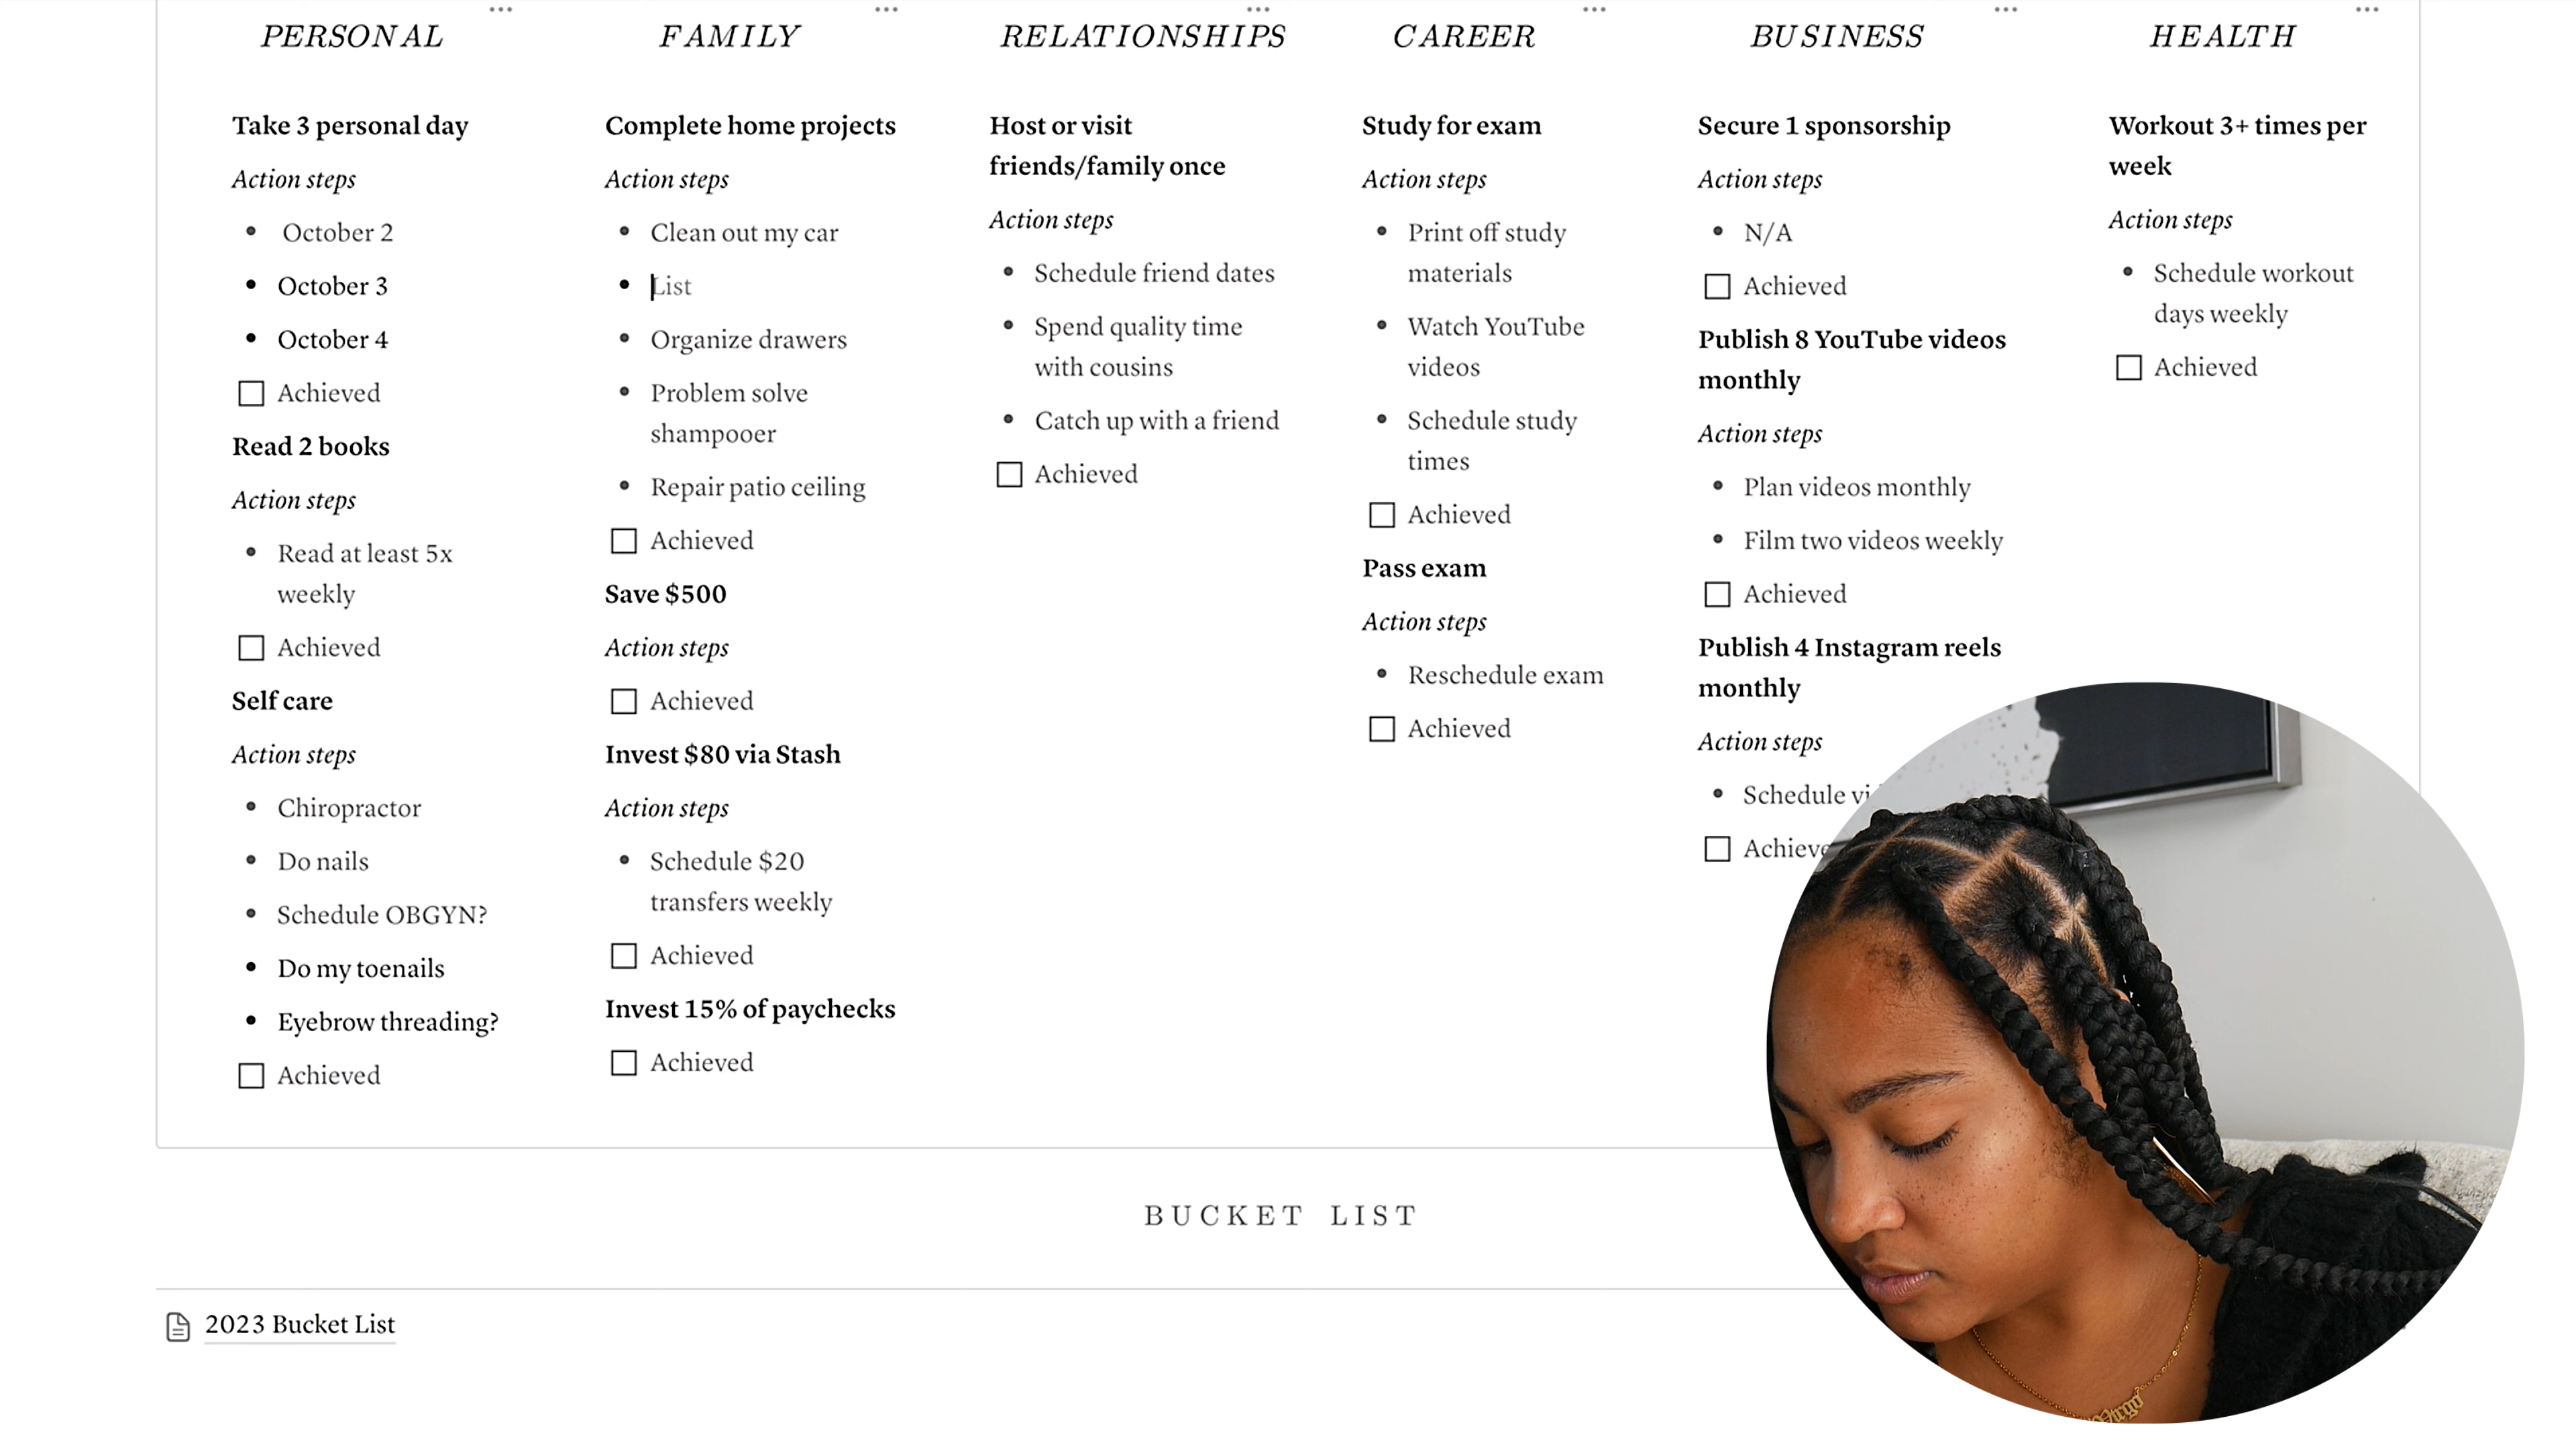 PERSONAL
Take 3 personal day
Action steps
October 2
October 3
October 4
Achieved
Read 2 books
Action steps
Read at least 5x
weekly
Achieved
Self care
Action steps
Chiropractor
Do nails
Schedule OBGYN?
Do my toenails
Eyebrow threading?
Achieved
FAMILY
Complete home projects
Action steps
Clean out my car
List
Organize drawers
Problem solve
shampooer
Repair patio ceiling
Achieved
Save $500
Action steps
Achieved
Invest $80 via Stash
Action steps
Schedule $20
transfers weekly
Achieved
Invest 15% of paychecks
Achieved
RELATIONSHIPS
Host or visit
friends/family once
Action steps
Schedule friend dates
Spend quality time
with cousins
Catch up with a friend
Achieved
CAREER
Study for exam
Action steps
Print off study
materials
Watch YouTube
videos
Schedule study
times
Achieved
Pass exam
Action steps
Reschedule exam
Achieved
BUSINESS
Secure 1 sponsorship
Action steps
N/A
Achieved
Publish 8 YouTube videos
monthly
Action steps
Plan videos monthly
Film two videos weekly
Achieved
Publish 4 Instagram reels
monthly
Action steps
Schedule
HEALTH
Workout 3+ times per
week
Action steps
Schedule workout
days weekly
Achieved
BUCKET LIST
2023 Bucket List
Virgo